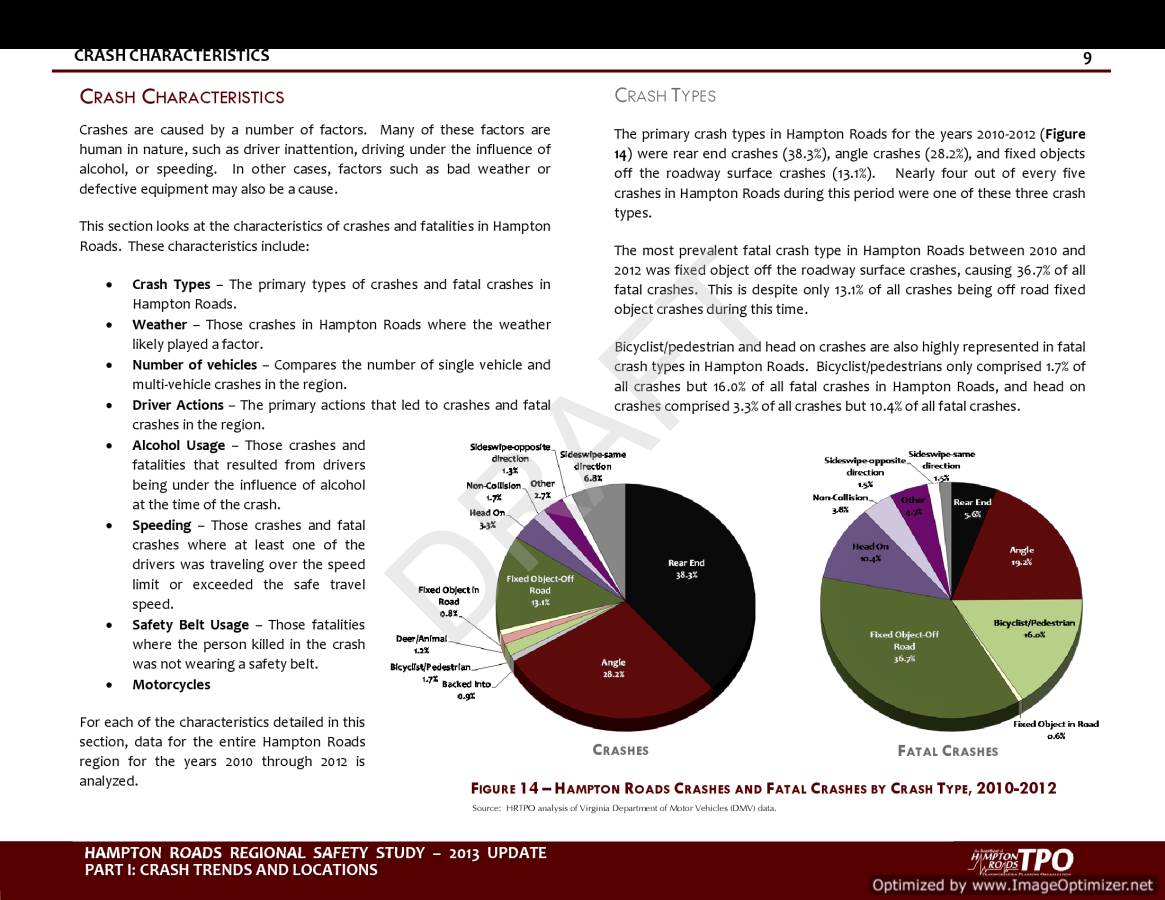 CRASH CHARACTERISTICS
9
CRASH CHARACTERISTICS
Crashes are caused by a number of factors. Many of these factors are
human in nature, such as driver inattention, driving under the influence of
alcohol, or speeding. In other cases, factors such as bad weather or
defective equipment may also be a cause.
This section looks at the characteristics of crashes and fatalities in Hampton
Roads. These characteristics include:
• Crash Types – The primary types of crashes and fatal crashes in
Hampton Roads.
• Weather – Those crashes in Hampton Roads where the weather
likely played a factor.
• Number of vehicles – Compares the number of single vehicle and
multi-vehicle crashes in the region.
• Driver Actions – The primary actions that led to crashes and fatal
crashes in the region.
• Alcohol Usage – Those crashes and
fatalities that resulted from drivers
being under the influence of alcohol
at the time of the crash.
• Speeding – Those crashes and fatal
crashes where at least one of the
drivers was traveling over the speed
limit or exceeded the safe travel
speed.
• Safety Belt Usage – Those fatalities
where the person killed in the crash
was not wearing a safety belt.
• Motorcycles
For each of the characteristics detailed in this
section, data for the entire Hampton Roads
region for the years 2010 through 2012 is
analyzed.
CRASH TYPES
The primary crash types in Hampton Roads for the years 2010-2012 (Figure
14) were rear end crashes (38.3%), angle crashes (28.2%), and fixed objects
off the roadway surface crashes (13.1%). Nearly four out of every five
crashes in Hampton Roads during this period were one of these three crash
types.
The most prevalent fatal crash type in Hampton Roads between 2010 and
2012 was fixed object off the roadway surface crashes, causing 36.7% of all
fatal crashes. This is despite only 13.1% of all crashes being off road fixed
object crashes during this time.
Bicyclist/pedestrian and head on crashes are also highly represented in fatal
crash types in Hampton Roads. Bicyclist/pedestrians only comprised 1.7% of
all crashes but 16.0% of all fatal crashes in Hampton Roads, and head on
crashes comprised 3.3% of all crashes but 10.4% of all fatal crashes.
DRAFT
Sideswipe-opposite
direction
1.3%
Sideswipe-same
direction
6.8%
Non-Collision
1.7%
Other
2.7%
Head On
3.3%
Rear End
38.3%
Fixed Object-Off
Road
13.1%
Fixed Object in
Road
0.8%
Deer/Animal
1.2%
Bicyclist/Pedestrian
1.7%
Backed Into
0.9%
Angle
28.2%
CRASHES
Sideswipe-opposite
direction
1.5%
Sideswipe-same
direction
1.5%
Non-Collision
3.8%
Other
4.7%
Rear End
5.6%
Head On
10.4%
Angle
19.2%
Bicyclist/Pedestrian
16.0%
Fixed Object-Off
Road
36.7%
Fixed Object in Road
0.6%
FATAL CRASHES
FIGURE 14 – HAMPTON ROADS CRASHES AND FATAL CRASHES BY CRASH TYPE, 2010-2012
Source: HRTPO analysis of Virginia Department of Motor Vehicles (DMV) data.
HAMPTON ROADS REGIONAL SAFETY STUDY – 2013 UPDATE
PART I: CRASH TRENDS AND LOCATIONS
HAMPTON
ROADS
TPO
Optimized by www.ImageOptimizer.net